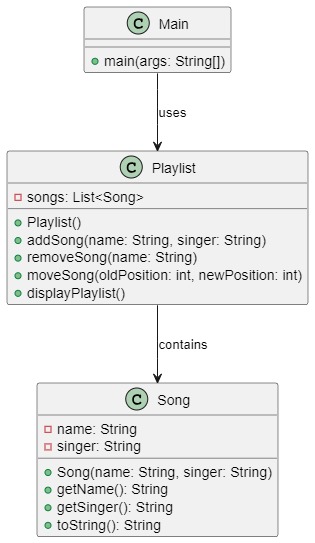 C Main
main(args: String[])
uses
C Playlist
songs: List<Song>
Playlist()
addSong(name: String, singer: String)
removeSong(name: String)
moveSong(oldPosition: int, newPosition: int)
displayPlaylist()
contains
C Song
name: String
singer: String
Song(name: String, singer: String)
getName(): String
getSinger(): String
toString(): String